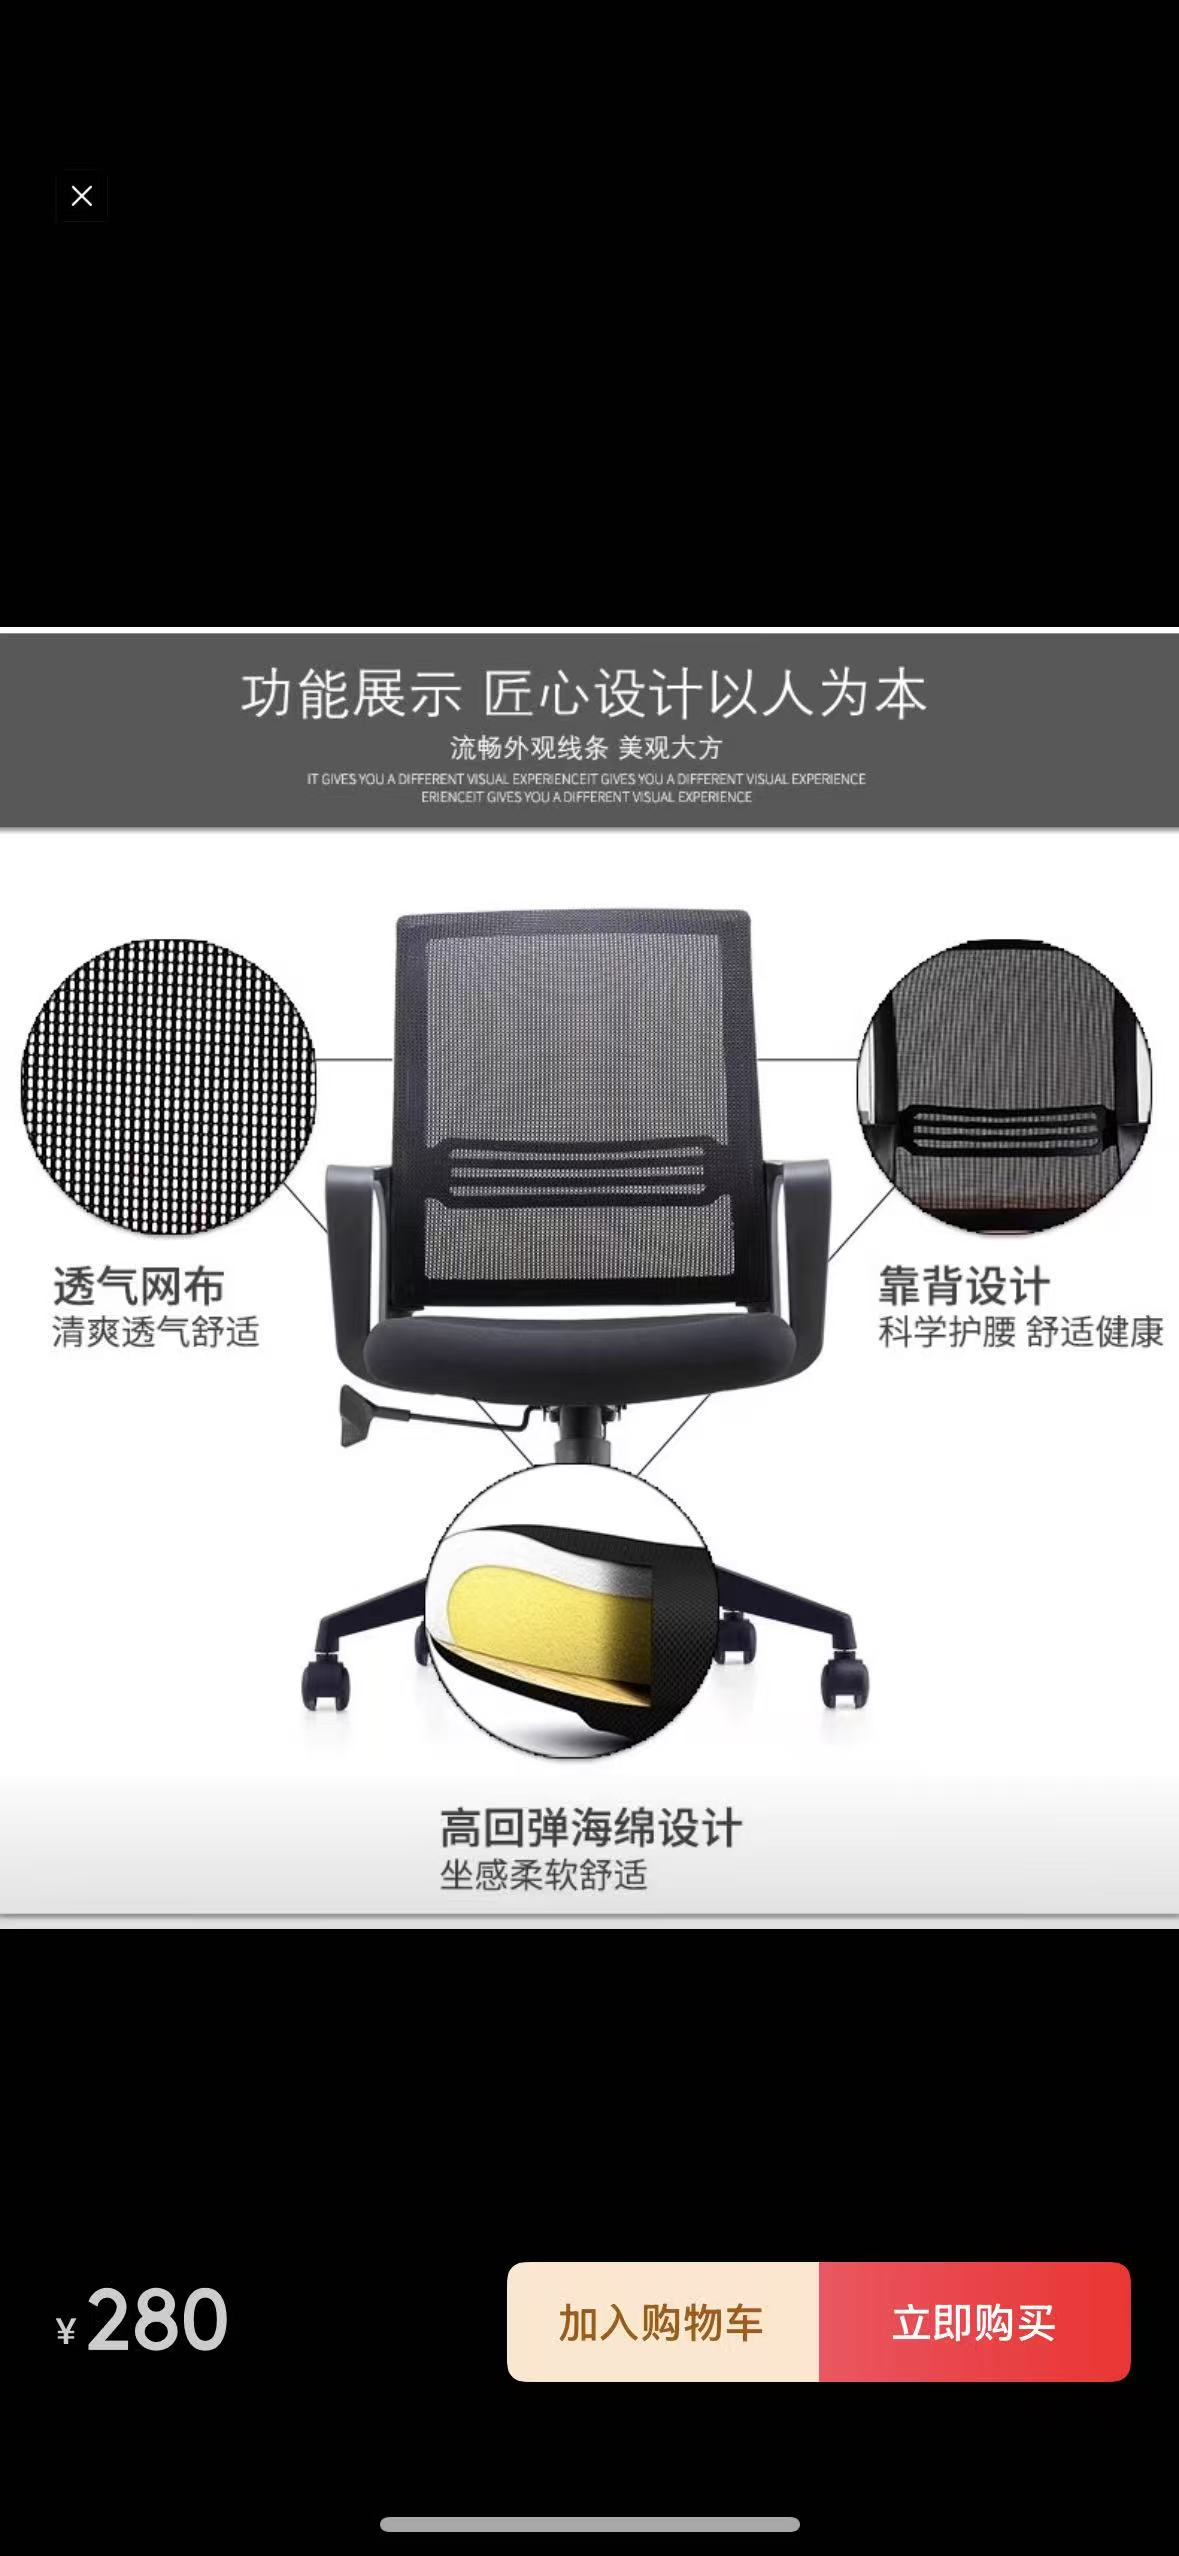 功能展示 匠心设计以人为本
流畅外观线条 美观大方
IT GIVES YOU A DIFFERENT VISUAL EXPERIENCEIT GIVES YOU A DIFFERENT VISUAL EXPERIENCE
ERIENCEIT GIVES YOU A DIFFERENT VISUAL EXPERIENCE
透气网布
清爽透气舒适
靠背设计
科学护腰 舒适健康
高回弹海绵设计
坐感柔软舒适
¥280
加入购物车
立即购买